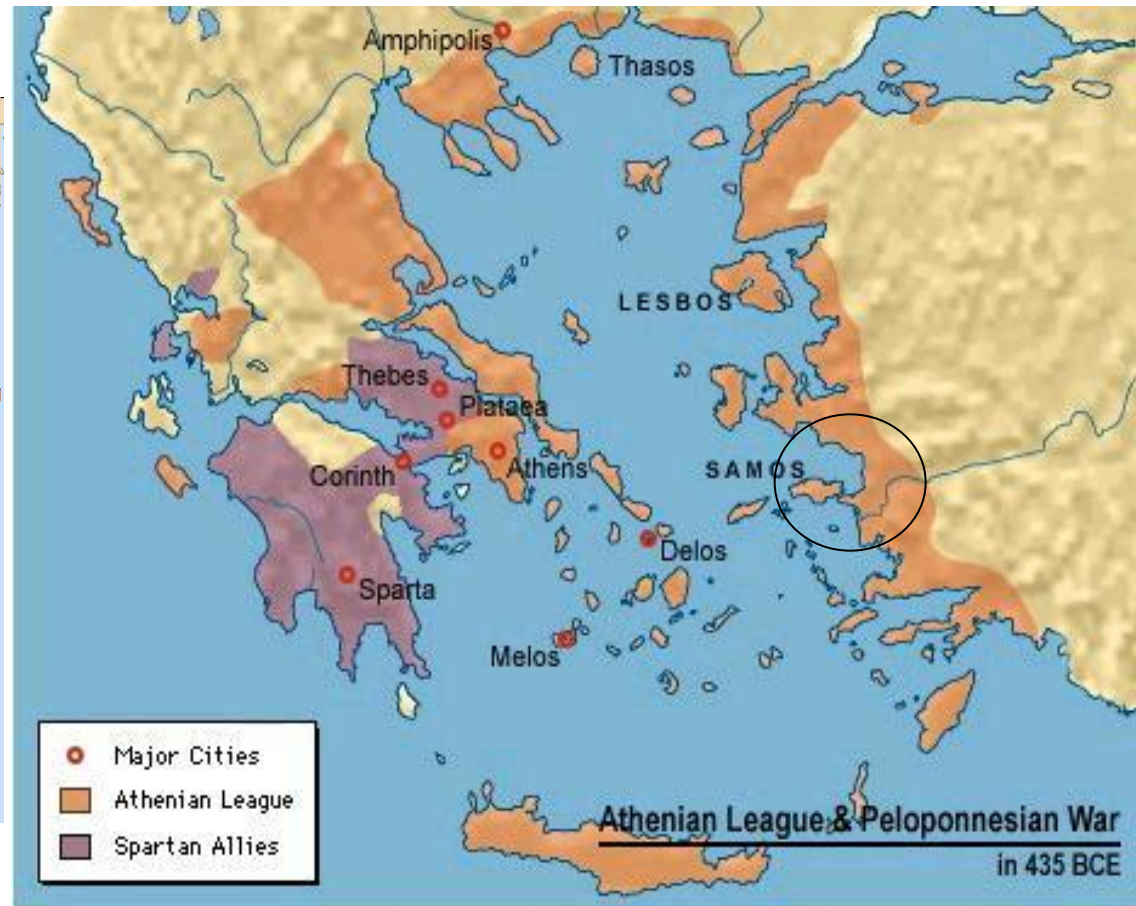 Amphipolis
Thasos
LESBOS
Thebes
Plataea
Corinth
Athens
SAMOS
Delos
Sparta
Melos
Major Cities
Athenian League
Spartan Allies
Athenian League & Peloponnesian War
in 435 BCE